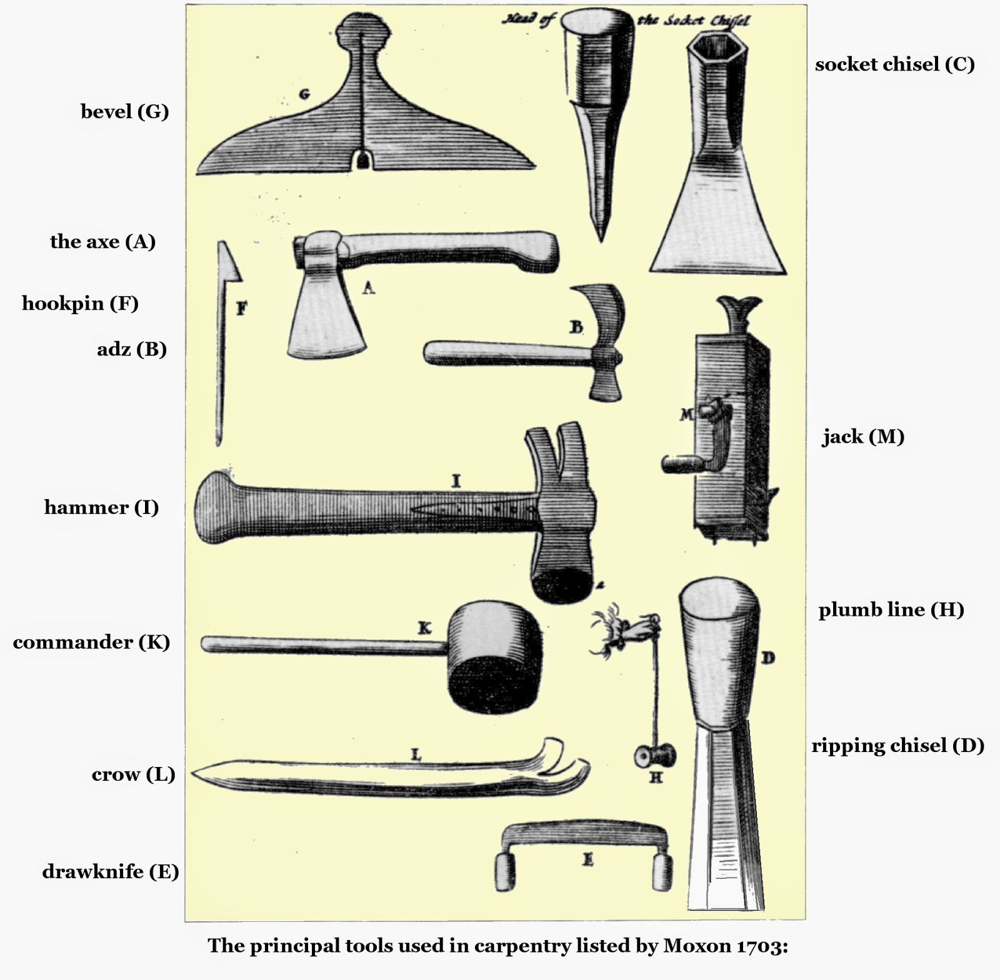 Head of the Socket Chissel
socket chisel (C)
G
bevel (G)
the axe (A)
A
hookpin (F)
F
B
adz (B)
M
jack (M)
I
hammer (I)
a
plumb line (H)
K
commander (K)
D
ripping chisel (D)
L
crow (L)
H
E
drawknife (E)
The principal tools used in carpentry listed by Moxon 1703: